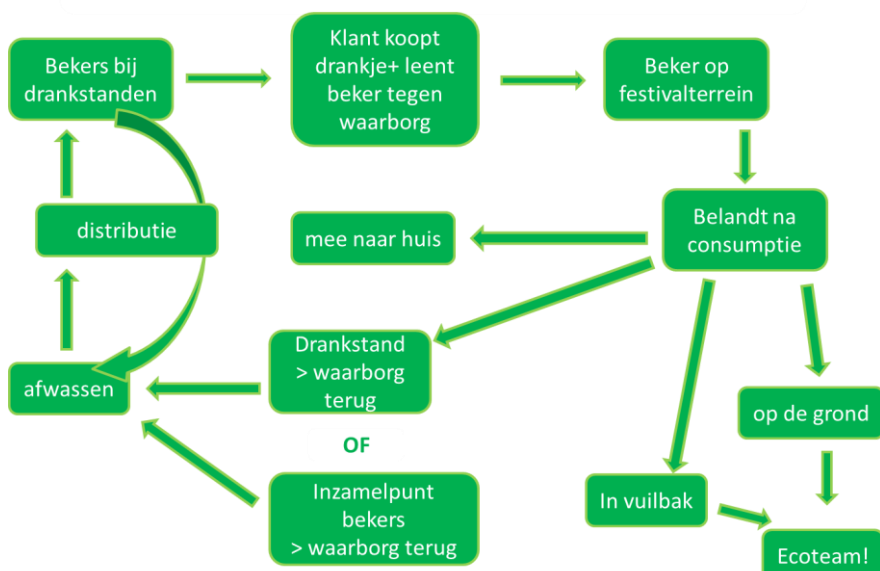 Bekers bij
drankstanden
Klant koopt
drankje+ leent
beker tegen
waarborg
Beker op
festivalterrein
distributie
mee naar huis
Belandt na
consumptie
afwassen
Drankstand
> waarborg
terug
op de grond
OF
Inzamelpunt
bekers
> waarborg terug
In vuilbak
Ecoteam!